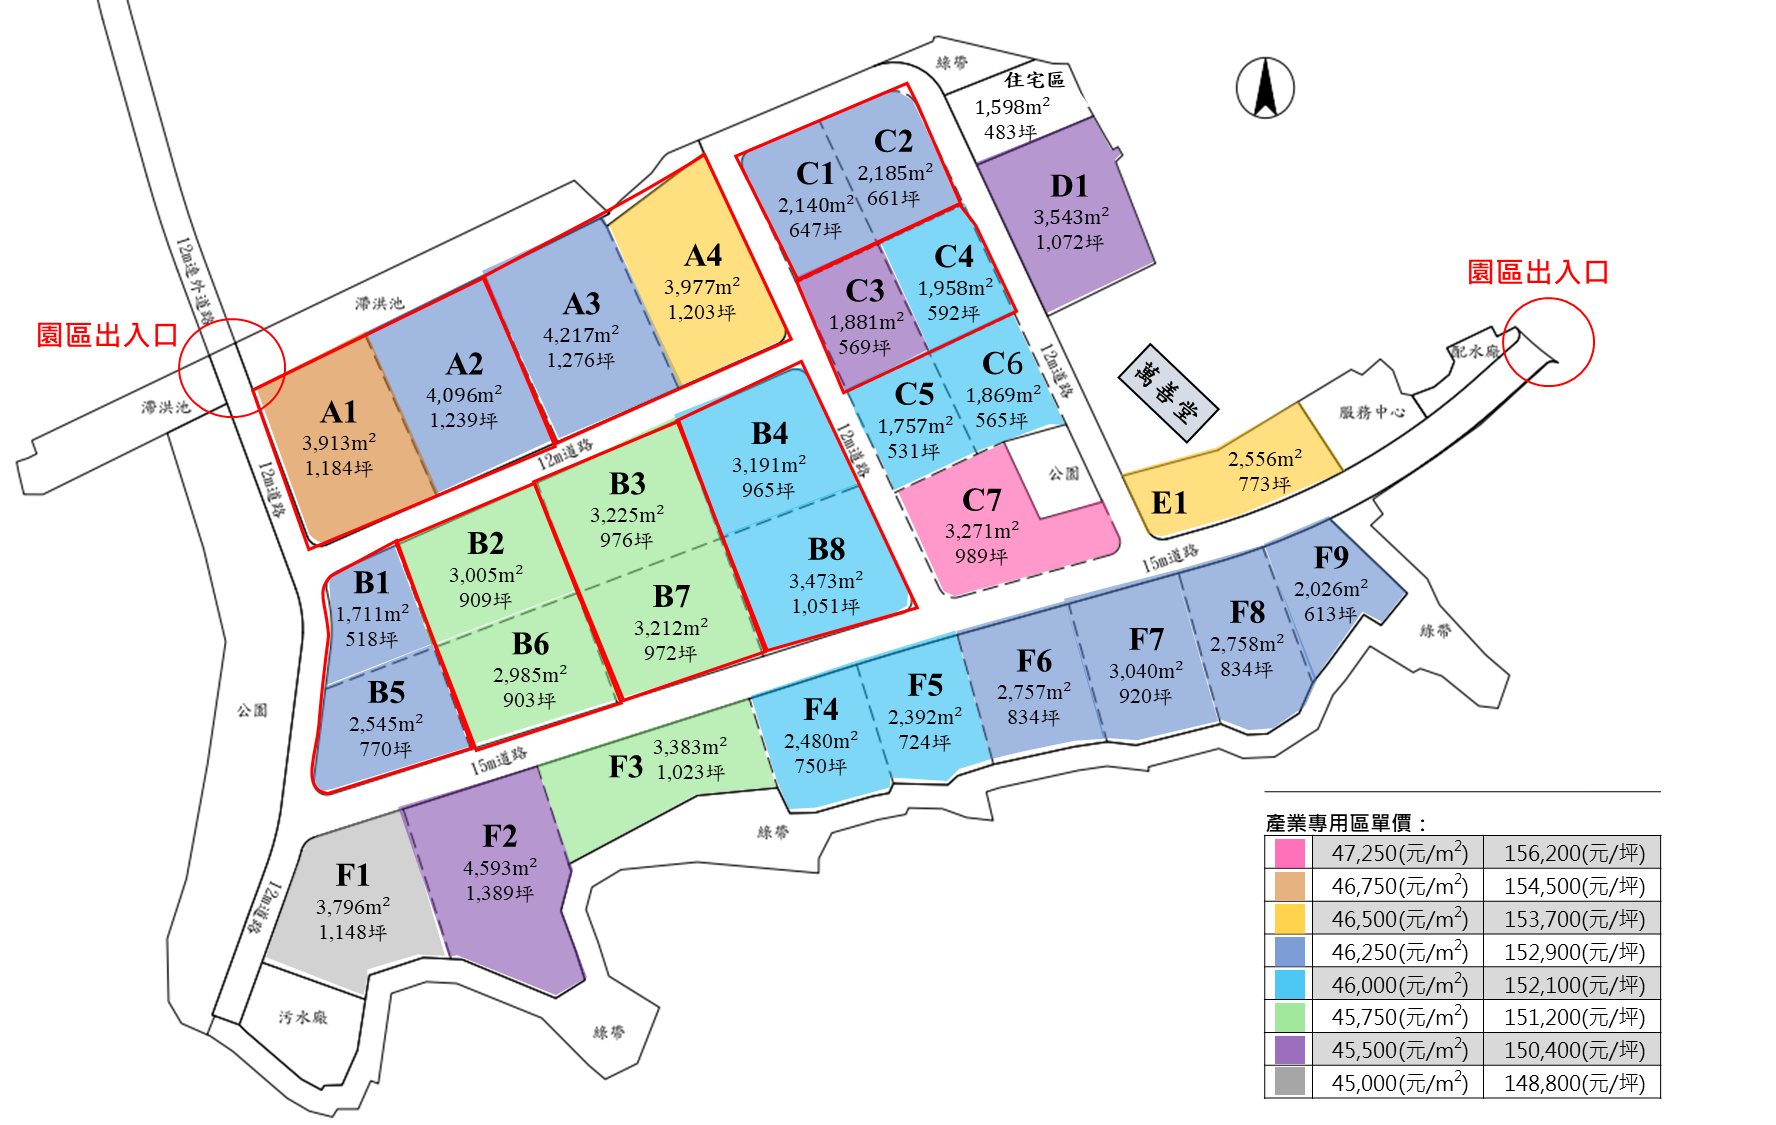 綠帶
住宅區
1,598m²
483坪
C2
2,185m²
661坪
C1
2,140m²
647坪
D1
3,543m²
1,072坪
12m連外道路
滯洪池
A4
3,977m²
1,203坪
A3
4,217m²
1,276坪
C4
1,958m²
592坪
C3
1,881m²
569坪
園區出入口
園區出入口
A2
4,096m²
1,239坪
A1
3,913m²
1,184坪
滯洪池
12m道路
12m道路
C6
1,869m²
565坪
C5
1,757m²
531坪
12m道路
萬善堂
配水廠
服務中心
12m道路
B4
3,191m²
965坪
2,556m²
773坪
E1
公園
C7
3,271m²
989坪
B3
3,225m²
976坪
B2
3,005m²
909坪
B1
1,711m²
518坪
B8
3,473m²
1,051坪
B7
3,212m²
972坪
B6
2,985m²
903坪
B5
2,545m²
770坪
15m道路
F9
2,026m²
613坪
F8
2,758m²
834坪
F7
3,040m²
920坪
F6
2,757m²
834坪
F5
2,392m²
724坪
F4
2,480m²
750坪
綠帶
公園
15m道路
F3
3,383m²
1,023坪
綠帶
F2
4,593m²
1,389坪
F1
3,796m²
1,148坪
12m道路
污水廠
綠帶
產業專用區單價：
47,250(元/m²) 156,200(元/坪)
46,750(元/m²) 154,500(元/坪)
46,500(元/m²) 153,700(元/坪)
46,250(元/m²) 152,900(元/坪)
46,000(元/m²) 152,100(元/坪)
45,750(元/m²) 151,200(元/坪)
45,500(元/m²) 150,400(元/坪)
45,000(元/m²) 148,800(元/坪)